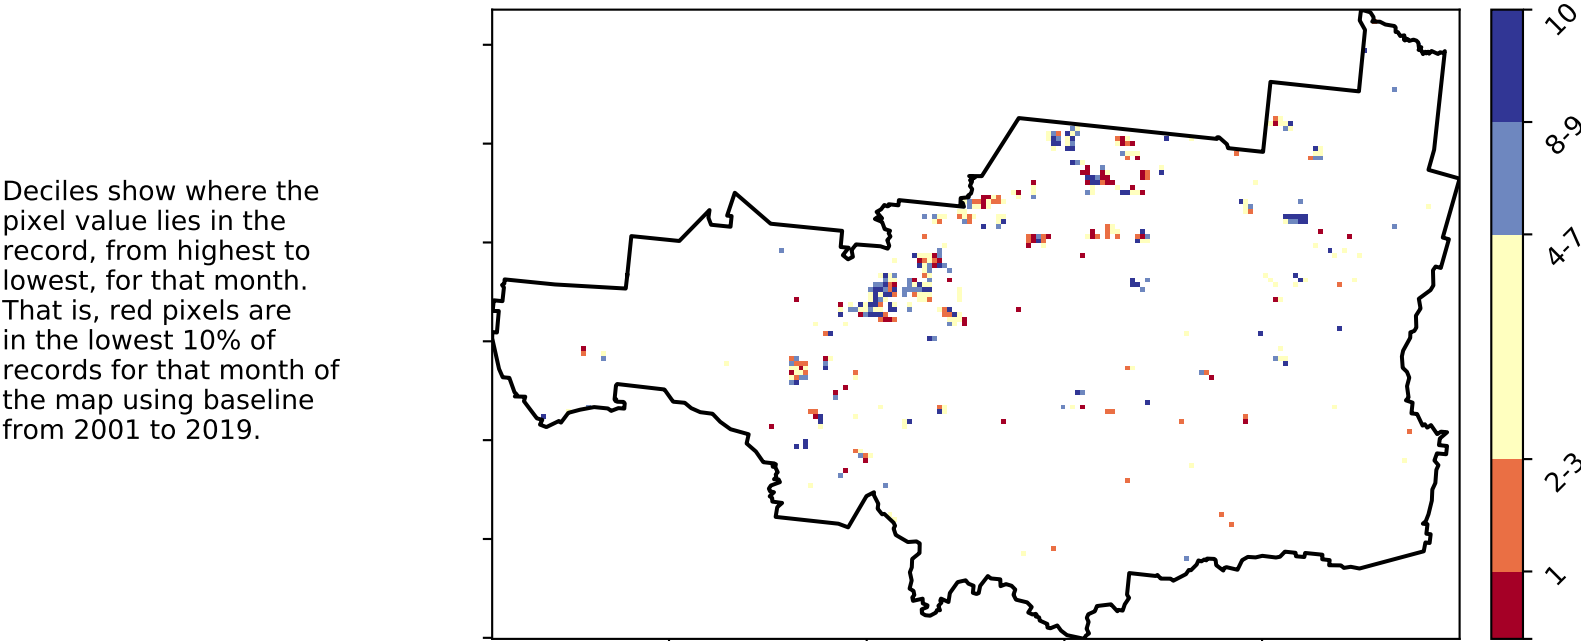 Deciles show where the
pixel value lies in the
record, from highest to
lowest, for that month.
That is, red pixels are
in the lowest 10% of
records for that month of
the map using baseline
from 2001 to 2019.
10
8-9
4-7
2-3
1